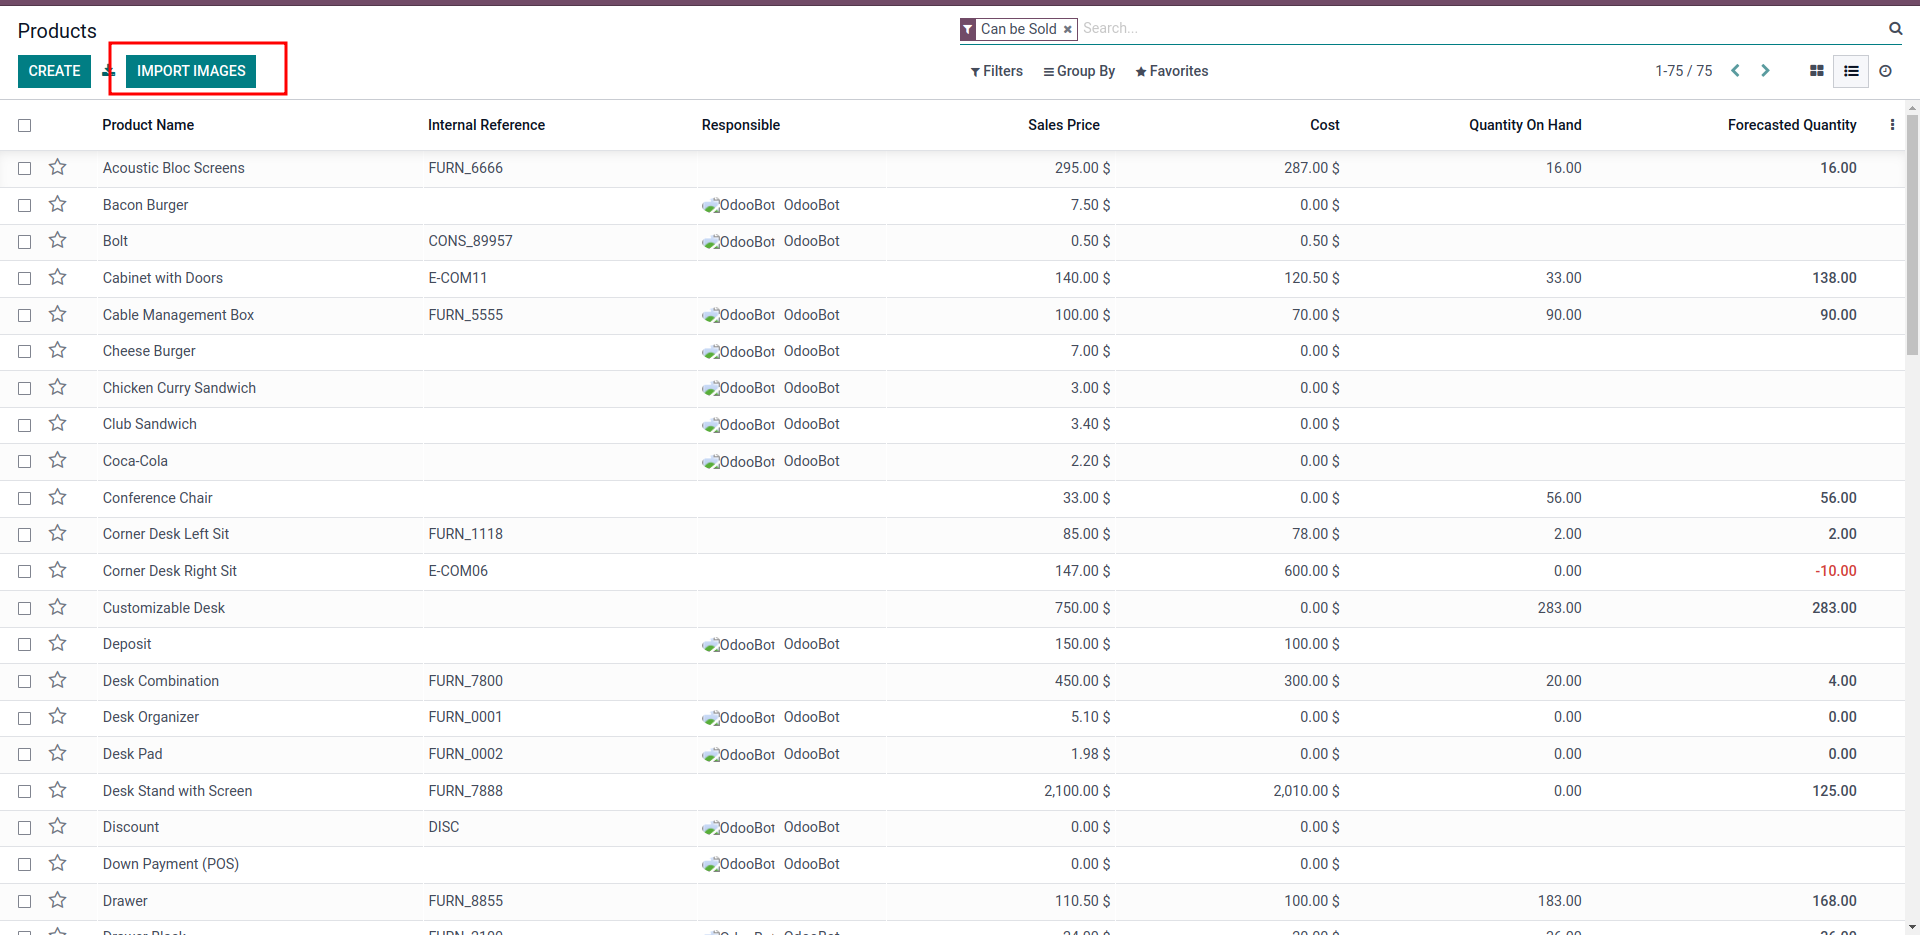 Products
Can be Sold
Search...
CREATE IMPORT IMAGES
Filters Group By Favorites
1-75 / 75
Product Name Internal Reference Responsible Sales Price Cost Quantity On Hand Forecasted Quantity
Acoustic Bloc Screens FURN_6666 295.00 $ 287.00 $ 16.00 16.00
Bacon Burger OdooBot OdooBot 7.50 $ 0.00 $
Bolt CONS_89957 OdooBot OdooBot 0.50 $ 0.50 $
Cabinet with Doors E-COM11 140.00 $ 120.50 $ 33.00 138.00
Cable Management Box FURN_5555 OdooBot OdooBot 100.00 $ 70.00 $ 90.00 90.00
Cheese Burger OdooBot OdooBot 7.00 $ 0.00 $
Chicken Curry Sandwich OdooBot OdooBot 3.00 $ 0.00 $
Club Sandwich OdooBot OdooBot 3.40 $ 0.00 $
Coca-Cola OdooBot OdooBot 2.20 $ 0.00 $
Conference Chair 33.00 $ 0.00 $ 56.00 56.00
Corner Desk Left Sit FURN_1118 85.00 $ 78.00 $ 2.00 2.00
Corner Desk Right Sit E-COM06 147.00 $ 600.00 $ 0.00 -10.00
Customizable Desk 750.00 $ 0.00 $ 283.00 283.00
Deposit OdooBot OdooBot 150.00 $ 100.00 $
Desk Combination FURN_7800 450.00 $ 300.00 $ 20.00 4.00
Desk Organizer FURN_0001 OdooBot OdooBot 5.10 $ 0.00 $ 0.00 0.00
Desk Pad FURN_0002 OdooBot OdooBot 1.98 $ 0.00 $ 0.00 0.00
Desk Stand with Screen FURN_7888 2,100.00 $ 2,010.00 $ 0.00 125.00
Discount DISC OdooBot OdooBot 0.00 $ 0.00 $
Down Payment (POS) OdooBot OdooBot 0.00 $ 0.00 $
Drawer FURN_8855 110.50 $ 100.00 $ 183.00 168.00